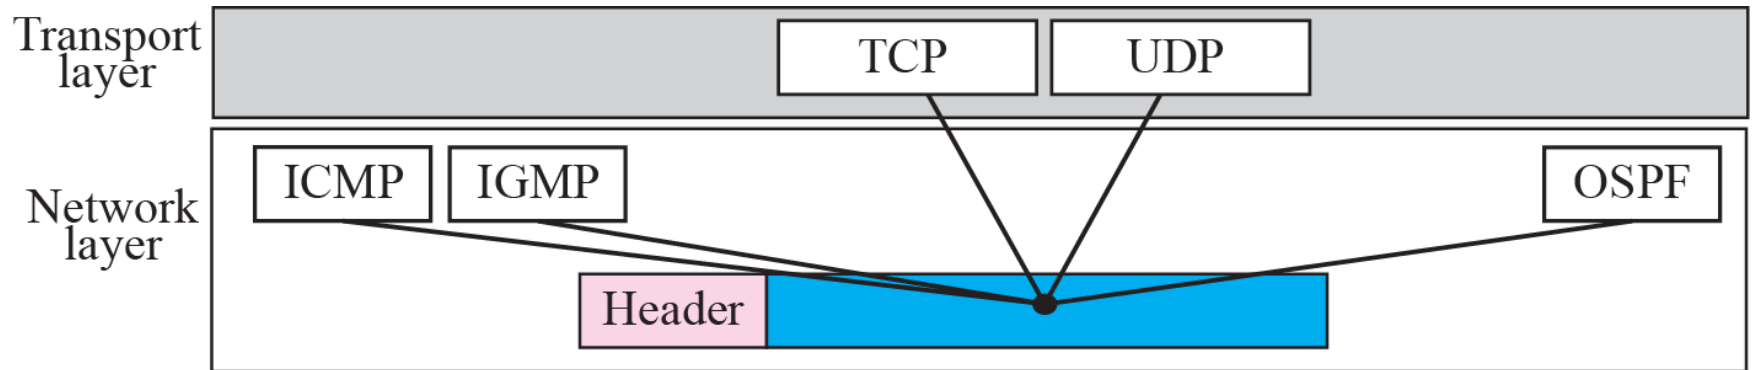 Transport
layer
TCP
UDP
Network
layer
ICMP
IGMP
OSPF
Header